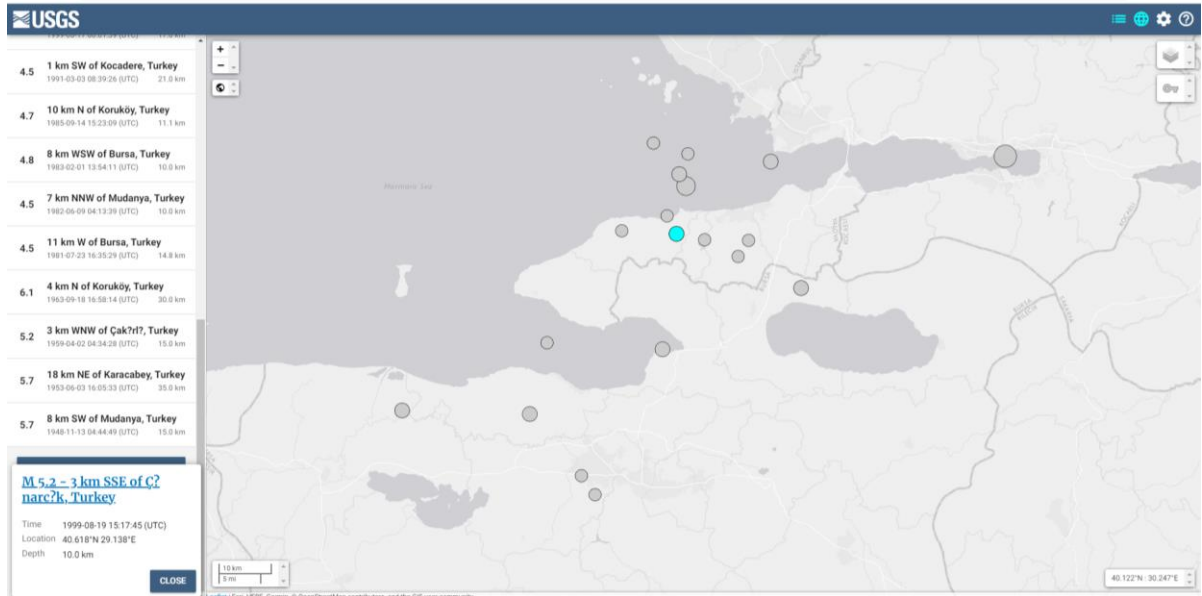 USGS
4.5 1 km SW of Kocadere, Turkey
1991-03-03 08:39:26 (UTC) 21.0 km
4.7 10 km N of Koruköy, Turkey
1985-09-14 15:23:09 (UTC) 11.1 km
4.8 8 km WSW of Bursa, Turkey
1983-02-01 13:54:11 (UTC) 10.0 km
4.5 7 km NNW of Mudanya, Turkey
1982-06-09 04:13:39 (UTC) 10.0 km
4.5 11 km W of Bursa, Turkey
1981-07-23 16:35:29 (UTC) 14.8 km
6.1 4 km N of Koruköy, Turkey
1963-09-18 16:58:14 (UTC) 30.0 km
5.2 3 km WNW of Çak?rl?, Turkey
1959-04-02 04:34:28 (UTC) 15.0 km
5.7 18 km NE of Karacabey, Turkey
1953-06-03 16:05:33 (UTC) 35.0 km
5.7 8 km SW of Mudanya, Turkey
1948-11-13 04:44:49 (UTC) 15.0 km
M 5.2 - 3 km SSE of Ç?
narc?k, Turkey
Time 1999-08-19 15:17:45 (UTC)
Location 40.618°N 29.138°E
Depth 10.0 km
CLOSE
+
−
Marmara Sea
ISTANBUL
YALOVA
KOCAELI
BURSA
KOCAELI
BURSA
BILECIK
SAKARYA
10 km
5 mi
40.122°N : 30.247°E